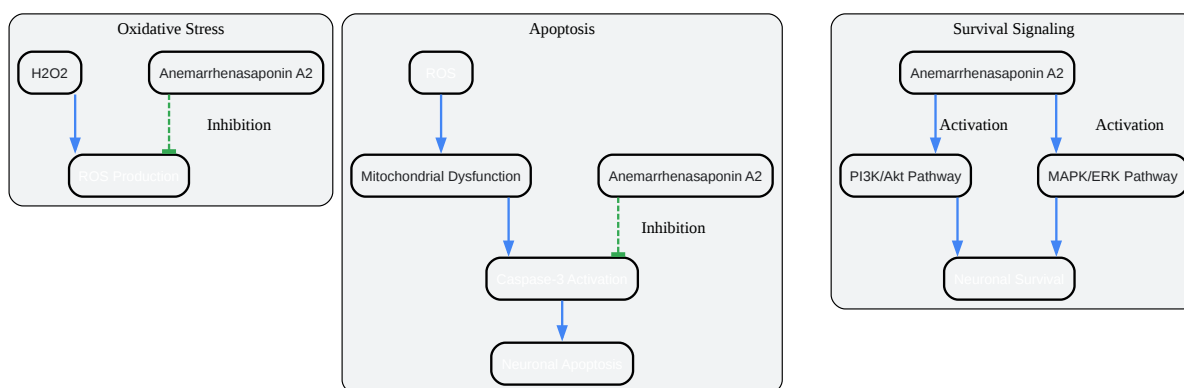 Oxidative Stress
H2O2
Anemarrhenasaponin A2
Inhibition
ROS Production
Apoptosis
ROS
Mitochondrial Dysfunction
Anemarrhenasaponin A2
Inhibition
Caspase-3 Activation
Neuronal Apoptosis
Survival Signaling
Anemarrhenasaponin A2
Activation
Activation
PI3K/Akt Pathway
MAPK/ERK Pathway
Neuronal Survival